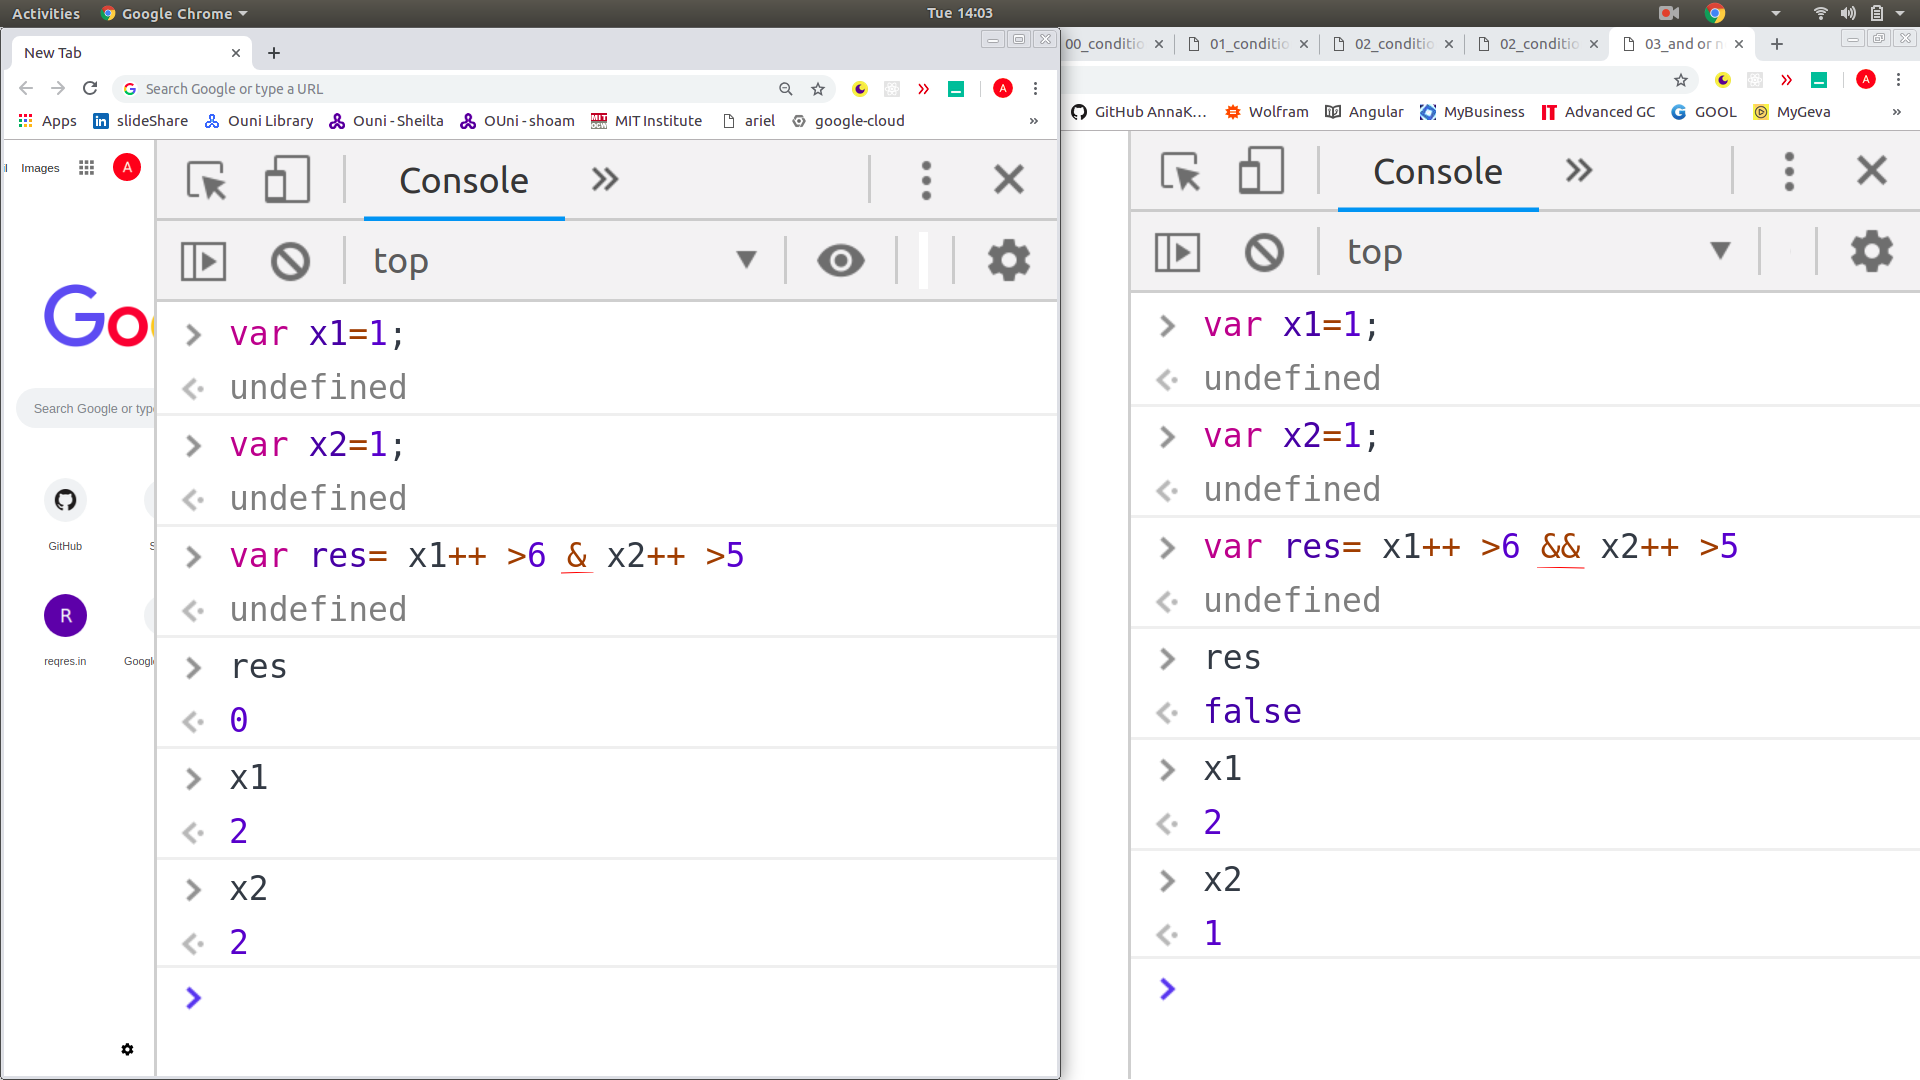 Activities Google Chrome Tue 14:03
New Tab
Search Google or type a URL
Apps slideShare Ouni Library Ouni - Sheilta OUni - shoam MIT Institute ariel google-cloud »
Images A
Goo
Search Google or type
GitHub
R
reqres.in Google
Console
top
var x1=1;
undefined
var x2=1;
undefined
var res= x1++ >6 & x2++ >5
undefined
res
0
x1
2
x2
2
00_conditio 01_conditio 02_conditio 02_conditio 03_and or n
A
GitHub AnnaK... Wolfram Angular MyBusiness IT Advanced GC GOOL MyGeva »
Console
top
var x1=1;
undefined
var x2=1;
undefined
var res= x1++ >6 && x2++ >5
undefined
res
false
x1
2
x2
1